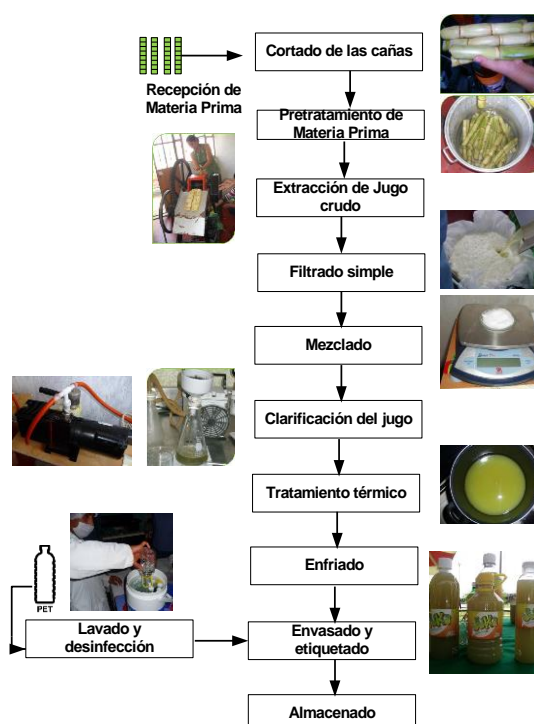 Cortado de las cañas
Recepción de
Materia Prima
Pretratamiento de
Materia Prima
Extracción de Jugo
crudo
Filtrado simple
Mezclado
Clarificación del jugo
Tratamiento térmico
Enfriado
PET
Lavado y
desinfección
Envasado y
etiquetado
Almacenado